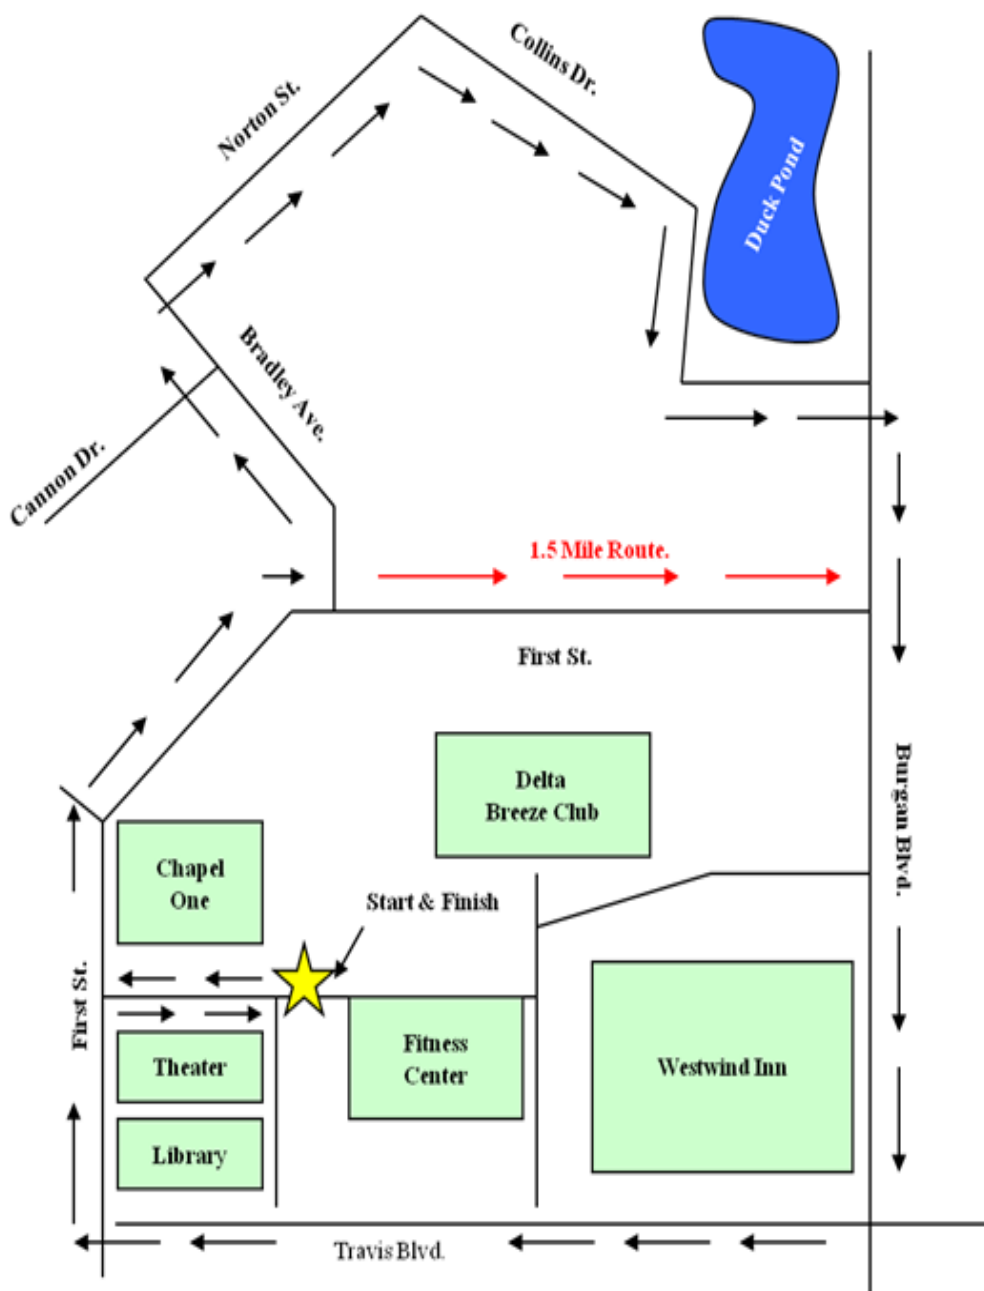 Collins Dr.
Norton St.
Duck Pond
Bradley Ave.
Cannon Dr.
1.5 Mile Route.
First St.
Delta
Breeze Club
Burgan Blvd.
Chapel
One
Start & Finish
First St.
Fitness
Center
Theater
Westwind Inn
Library
Travis Blvd.